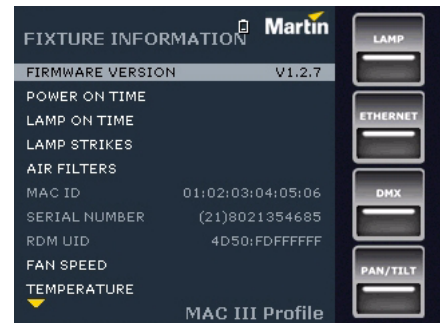 FIXTURE INFORMATION
Martin
LAMP
FIRMWARE VERSION V1.2.7
POWER ON TIME
LAMP ON TIME
ETHERNET
LAMP STRIKES
AIR FILTERS
MAC ID 01:02:03:04:05:06
DMX
SERIAL NUMBER (21)8021354685
RDM UID 4D50:FDFFFFFF
FAN SPEED
PAN/TILT
TEMPERATURE
MAC III Profile